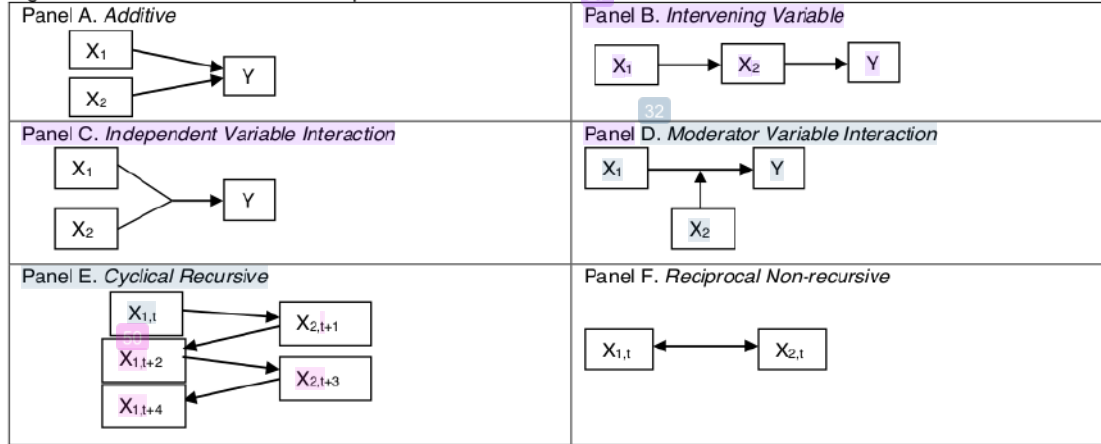 Panel A. Additive
X1
X2
Y
Panel B. Intervening Variable
X1
X2
Y
32
Panel C. Independent Variable Interaction
X1
X2
Y
Panel D. Moderator Variable Interaction
X1
Y
X2
Panel E. Cyclical Recursive
X1,t
X2,t+1
50
X1,t+2
X2,t+3
X1,t+4
Panel F. Reciprocal Non-recursive
X1,t
X2,t